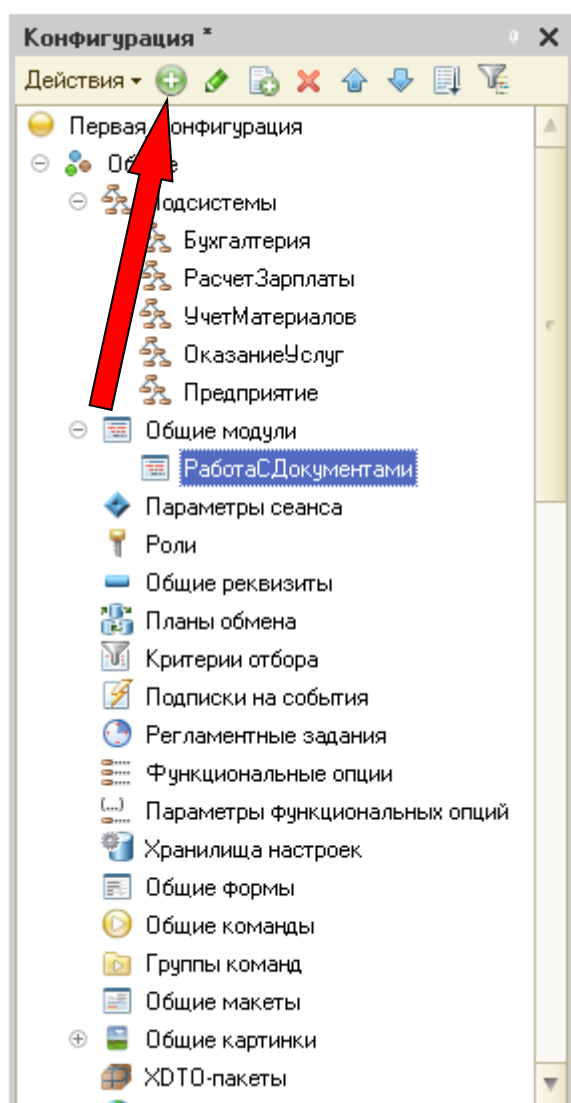 Конфигурация *
Действия
Первая конфигурация
Общие
Подсистемы
Бухгалтерия
РасчетЗарплаты
УчетМатериалов
ОказаниеУслуг
Предприятие
Общие модули
РаботаСДокументами
Параметры сеанса
Роли
Общие реквизиты
Планы обмена
Критерии отбора
Подписки на события
Регламентные задания
Функциональные опции
Параметры функциональных опций
Хранилища настроек
Общие формы
Общие команды
Группы команд
Общие макеты
Общие картинки
XDTO-пакеты